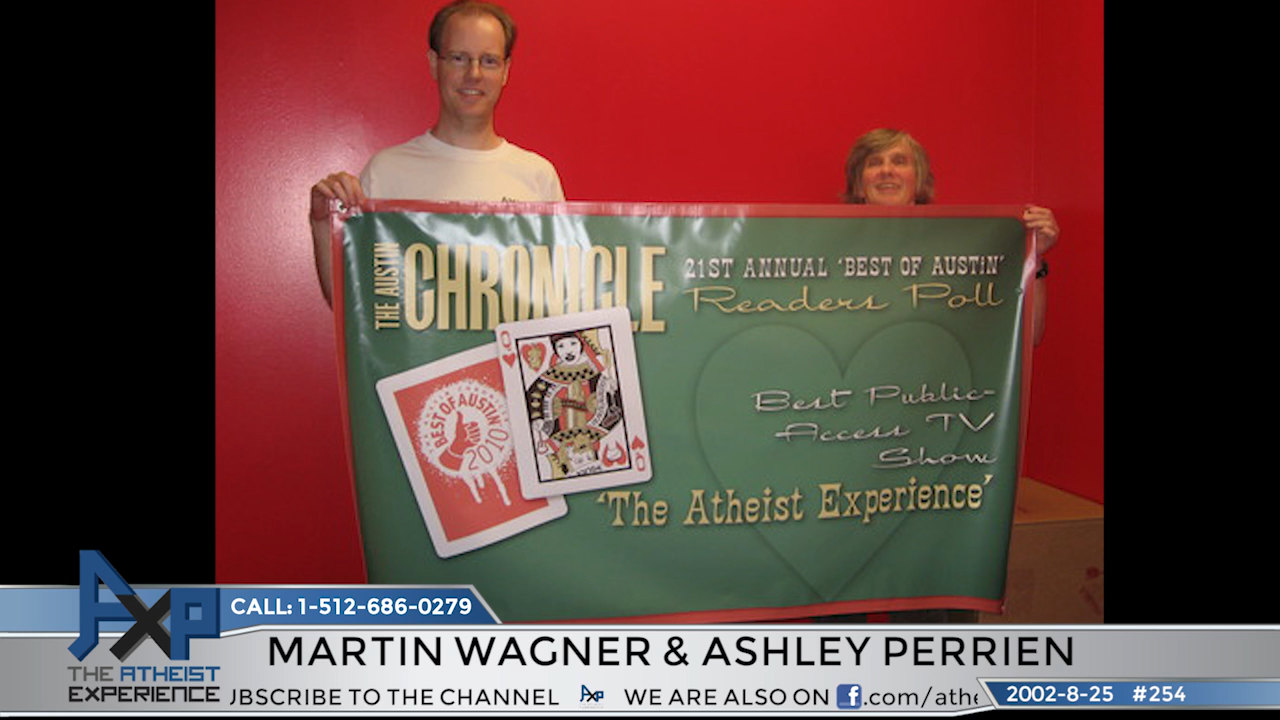 THE AUSTIN
CHRONICLE
21ST ANNUAL 'BEST OF AUSTIN'
Readers Poll
Q
BEST OF AUSTIN
2010
Q
Best Public-
Access TV
Show
'The Atheist Experience'
AXP
CALL: 1-512-686-0279
THE ATHEIST
EXPERIENCE
MARTIN WAGNER & ASHLEY PERRIEN
UBSCRIBE TO THE CHANNEL AXP WE ARE ALSO ON f.com/athe
2002-8-25 #254